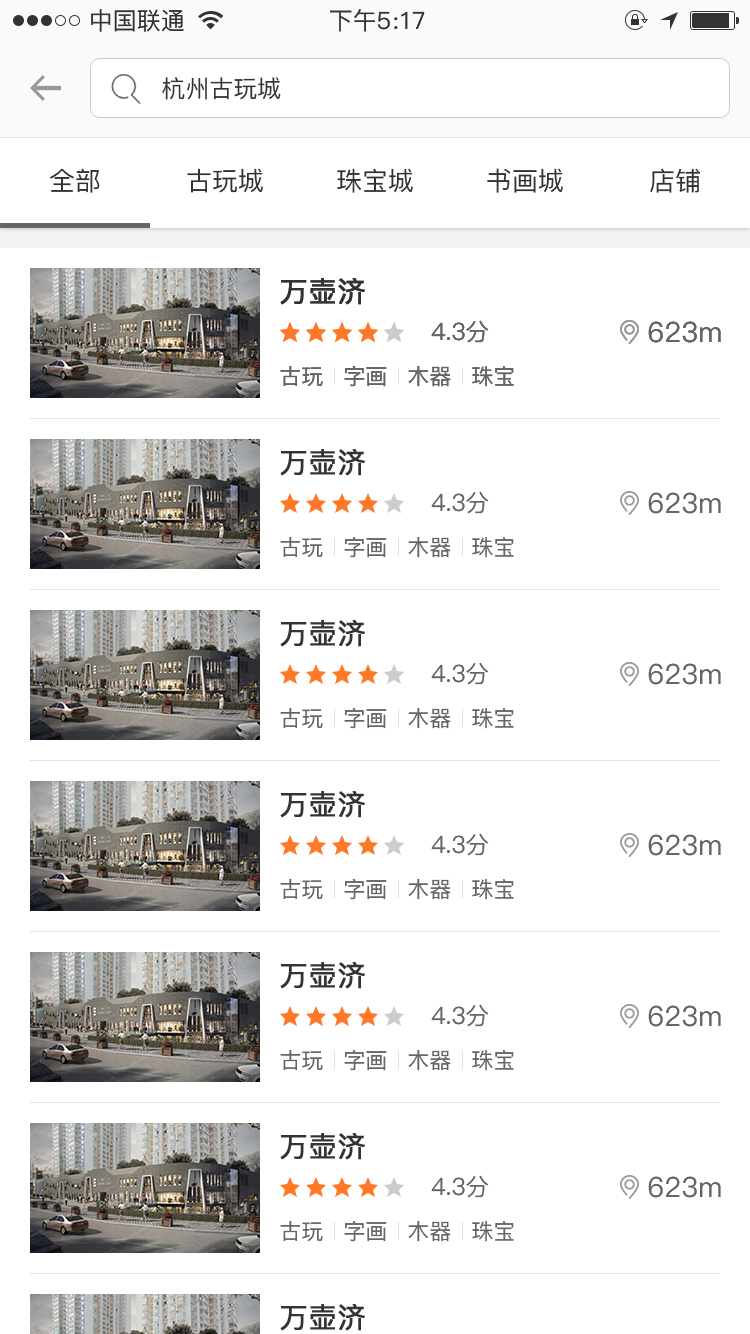 中国联通 下午5:17
杭州古玩城
全部 古玩城 珠宝城 书画城 店铺
万壶济
4.3分 623m
古玩 字画 木器 珠宝
万壶济
4.3分 623m
古玩 字画 木器 珠宝
万壶济
4.3分 623m
古玩 字画 木器 珠宝
万壶济
4.3分 623m
古玩 字画 木器 珠宝
万壶济
4.3分 623m
古玩 字画 木器 珠宝
万壶济
4.3分 623m
古玩 字画 木器 珠宝
万壶济